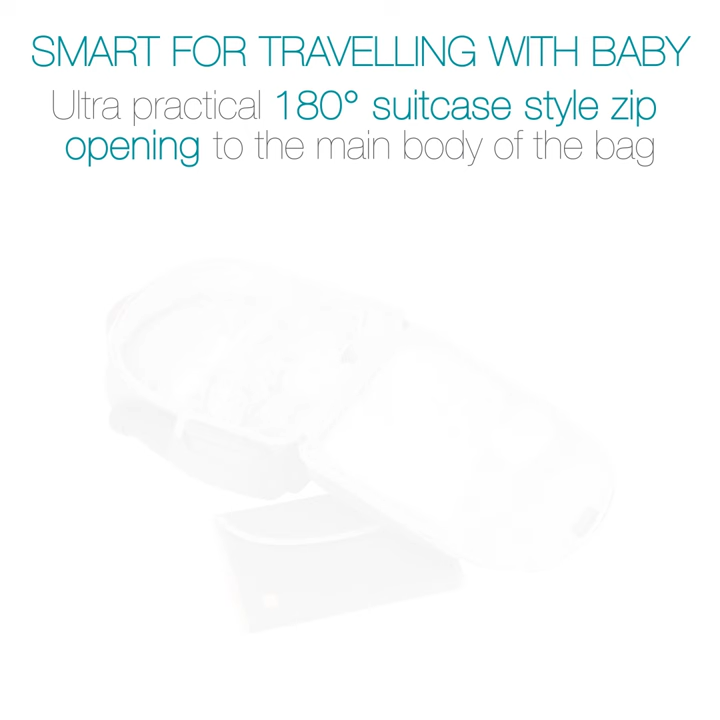 SMART FOR TRAVELLING WITH BABY
Ultra practical 180° suitcase style zip
opening to the main body of the bag